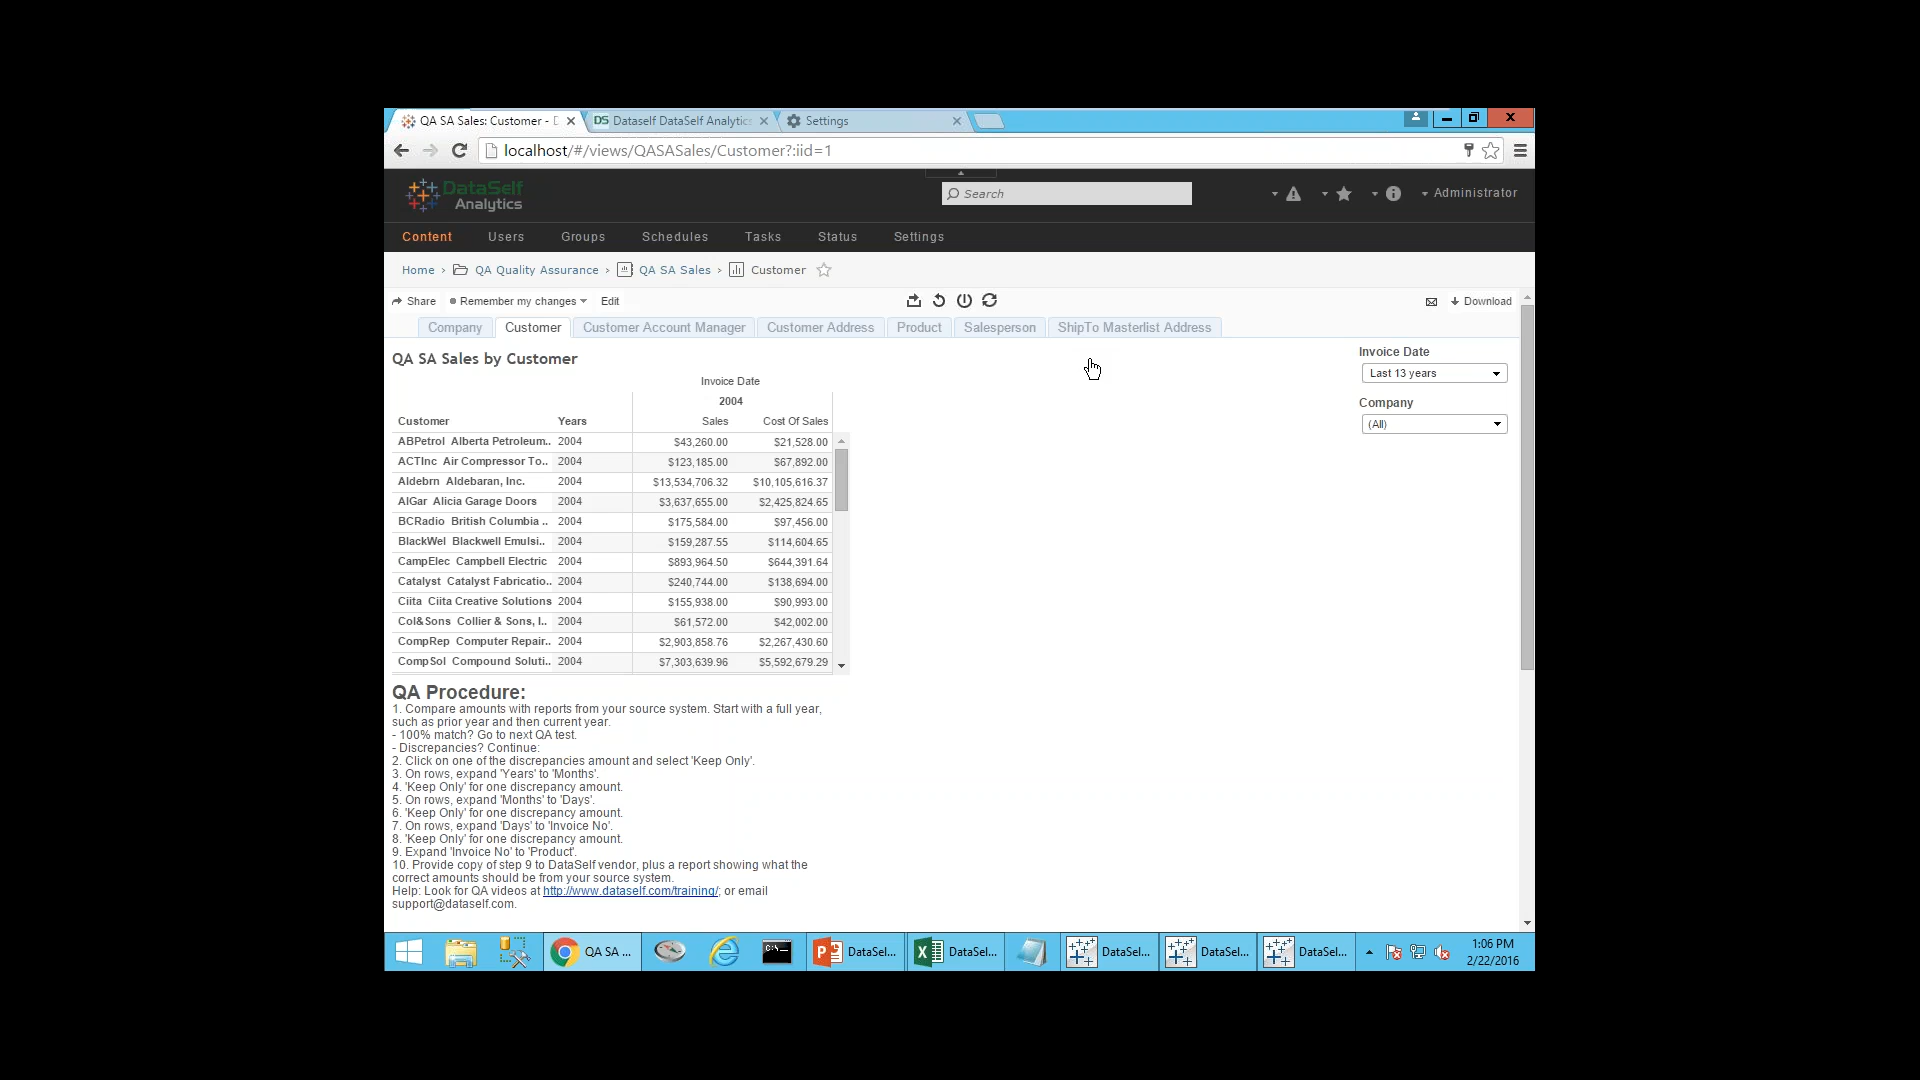 QA SA Sales: Customer - D
Dataself DataSelf Analytics
Settings
localhost/#/views/QASASales/Customer?:iid=1
DataSelf
Analytics
Search
Administrator
Content Users Groups Schedules Tasks Status Settings
Home › QA Quality Assurance › QA SA Sales › Customer
Share Remember my changes Edit Download
Company Customer Customer Account Manager Customer Address Product Salesperson ShipTo Masterlist Address
QA SA Sales by Customer
Invoice Date
2004
Customer Years Sales Cost Of Sales
ABPetrol Alberta Petroleum.. 2004 $43,260.00 $21,528.00
ACTInc Air Compressor To.. 2004 $123,185.00 $67,892.00
Aldebrn Aldebaran, Inc. 2004 $13,534,706.32 $10,105,616.37
AlGar Alicia Garage Doors 2004 $3,637,655.00 $2,425,824.65
BCRadio British Columbia .. 2004 $175,584.00 $97,456.00
BlackWel Blackwell Emulsi.. 2004 $159,287.55 $114,604.65
CampElec Campbell Electric 2004 $893,964.50 $644,391.64
Catalyst Catalyst Fabricatio.. 2004 $240,744.00 $138,694.00
Ciita Ciita Creative Solutions 2004 $155,938.00 $90,993.00
Col&Sons Collier & Sons, I.. 2004 $61,572.00 $42,002.00
CompRep Computer Repair.. 2004 $2,903,858.76 $2,267,430.60
CompSol Compound Soluti.. 2004 $7,303,639.96 $5,592,679.29
Invoice Date
Last 13 years
Company
(All)
QA Procedure:
1. Compare amounts with reports from your source system. Start with a full year,
such as prior year and then current year.
- 100% match? Go to next QA test.
- Discrepancies? Continue:
2. Click on one of the discrepancies amount and select 'Keep Only'.
3. On rows, expand 'Years' to 'Months'.
4. 'Keep Only' for one discrepancy amount.
5. On rows, expand 'Months' to 'Days'.
6. 'Keep Only' for one discrepancy amount.
7. On rows, expand 'Days' to 'Invoice No'.
8. 'Keep Only' for one discrepancy amount.
9. Expand 'Invoice No' to 'Product'.
10. Provide copy of step 9 to DataSelf vendor, plus a report showing what the
correct amounts should be from your source system.
Help: Look for QA videos at http://www.dataself.com/training/; or email
support@dataself.com.
QA SA ... DataSel... DataSel... DataSel... DataSel... DataSel...
1:06 PM
2/22/2016